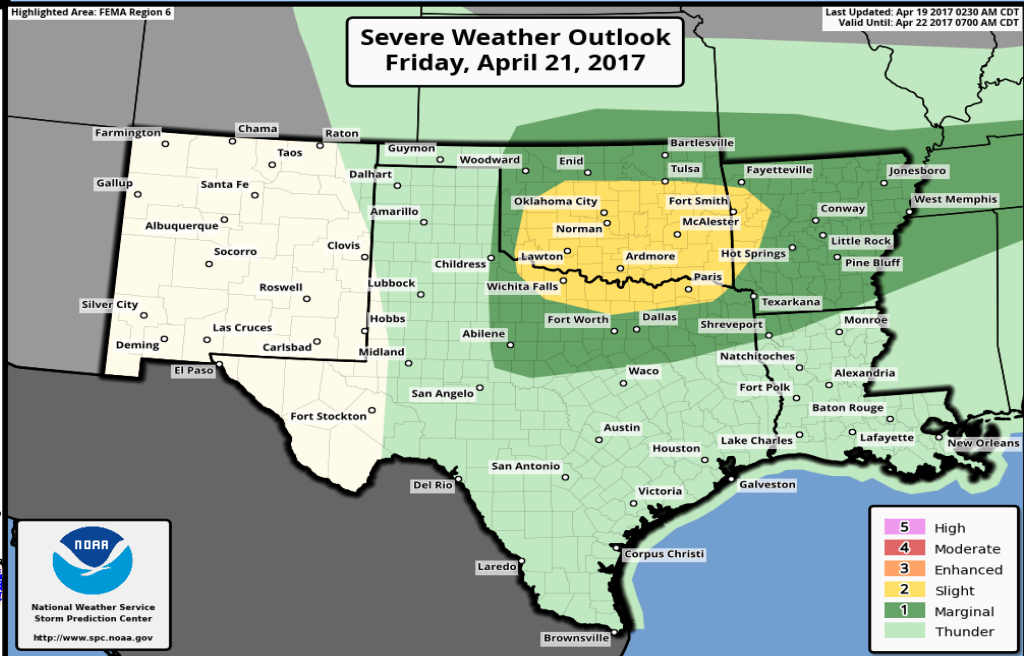 Highlighted Area: FEMA Region 6
Last Updated: Apr 19 2017 0230 AM CDT
Valid Until: Apr 22 2017 0700 AM CDT
Severe Weather Outlook
Friday, April 21, 2017
Farmington
Chama
Raton
Taos
Guymon
Woodward
Enid
Bartlesville
Tulsa
Fayetteville
Jonesboro
Gallup
Santa Fe
Dalhart
Oklahoma City
Fort Smith
West Memphis
Albuquerque
Amarillo
Norman
McAlester
Conway
Socorro
Clovis
Childress
Lawton
Ardmore
Hot Springs
Little Rock
Pine Bluff
Roswell
Lubbock
Wichita Falls
Paris
Texarkana
Silver City
Las Cruces
Hobbs
Abilene
Fort Worth
Dallas
Shreveport
Monroe
Deming
Carlsbad
Midland
El Paso
Natchitoches
Waco
Alexandria
San Angelo
Fort Polk
Fort Stockton
Baton Rouge
Austin
Houston
Lake Charles
Lafayette
New Orleans
San Antonio
Del Rio
Victoria
Galveston
Corpus Christi
Laredo
Brownsville
NOAA
National Weather Service
Storm Prediction Center
http://www.spc.noaa.gov
5 High
4 Moderate
3 Enhanced
2 Slight
1 Marginal
Thunder